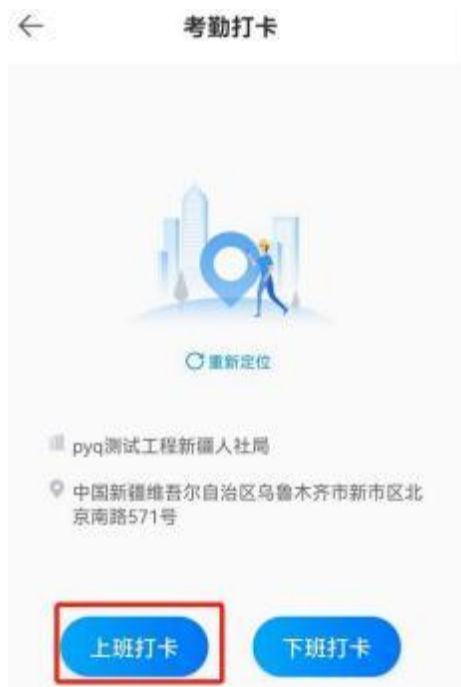 考勤打卡
重新定位
pyq测试工程新疆人社局
中国新疆维吾尔自治区乌鲁木齐市新市区北
京南路571号
上班打卡
下班打卡